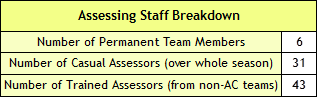 Assessing Staff Breakdown
Number of Permanent Team Members 6
Number of Casual Assessors (over whole season) 31
Number of Trained Assessors (from non-AC teams) 43